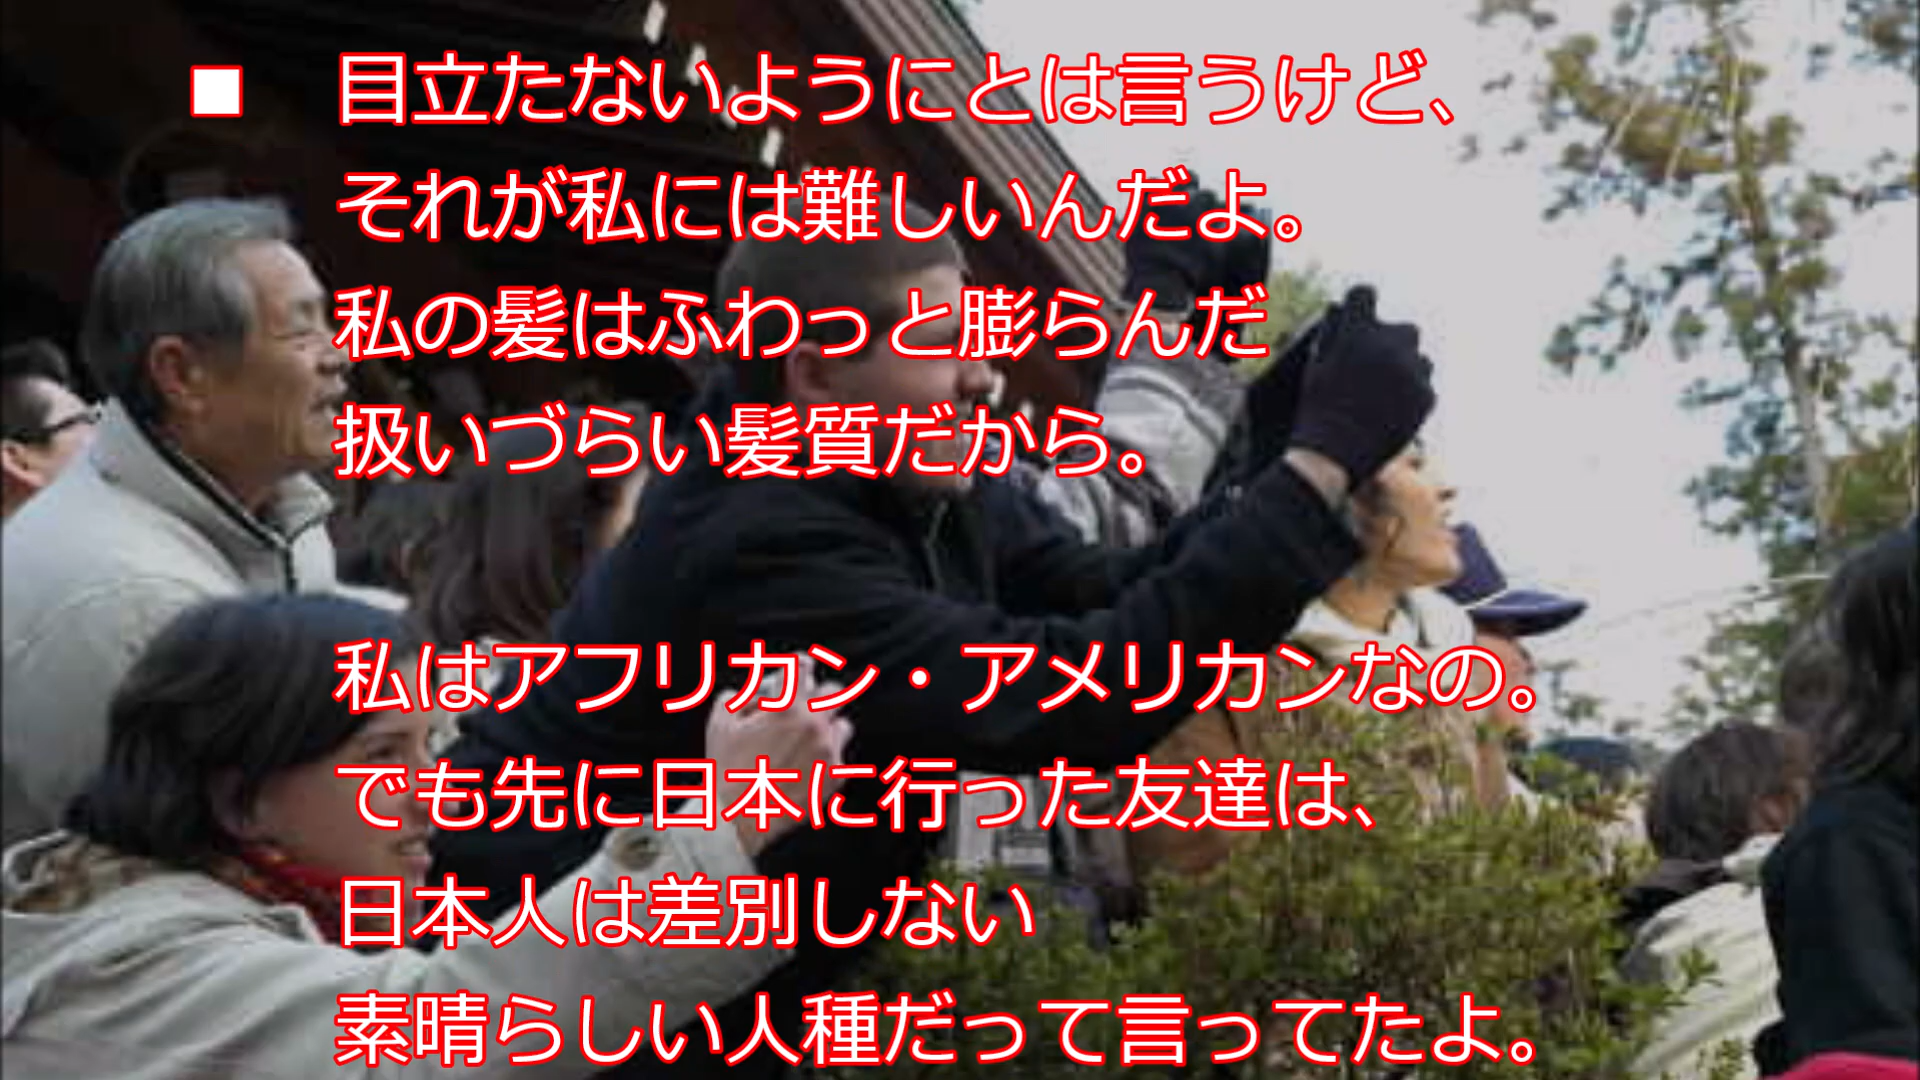 ■ 目立たないようにとは言うけど、
それが私には難しいんだよ。
私の髪はふわっと膨らんだ
扱いづらい髪質だから。
私はアフリカン・アメリカンなの。
でも先に日本に行った友達は、
日本人は差別しない
素晴らしい人種だって言ってたよ。